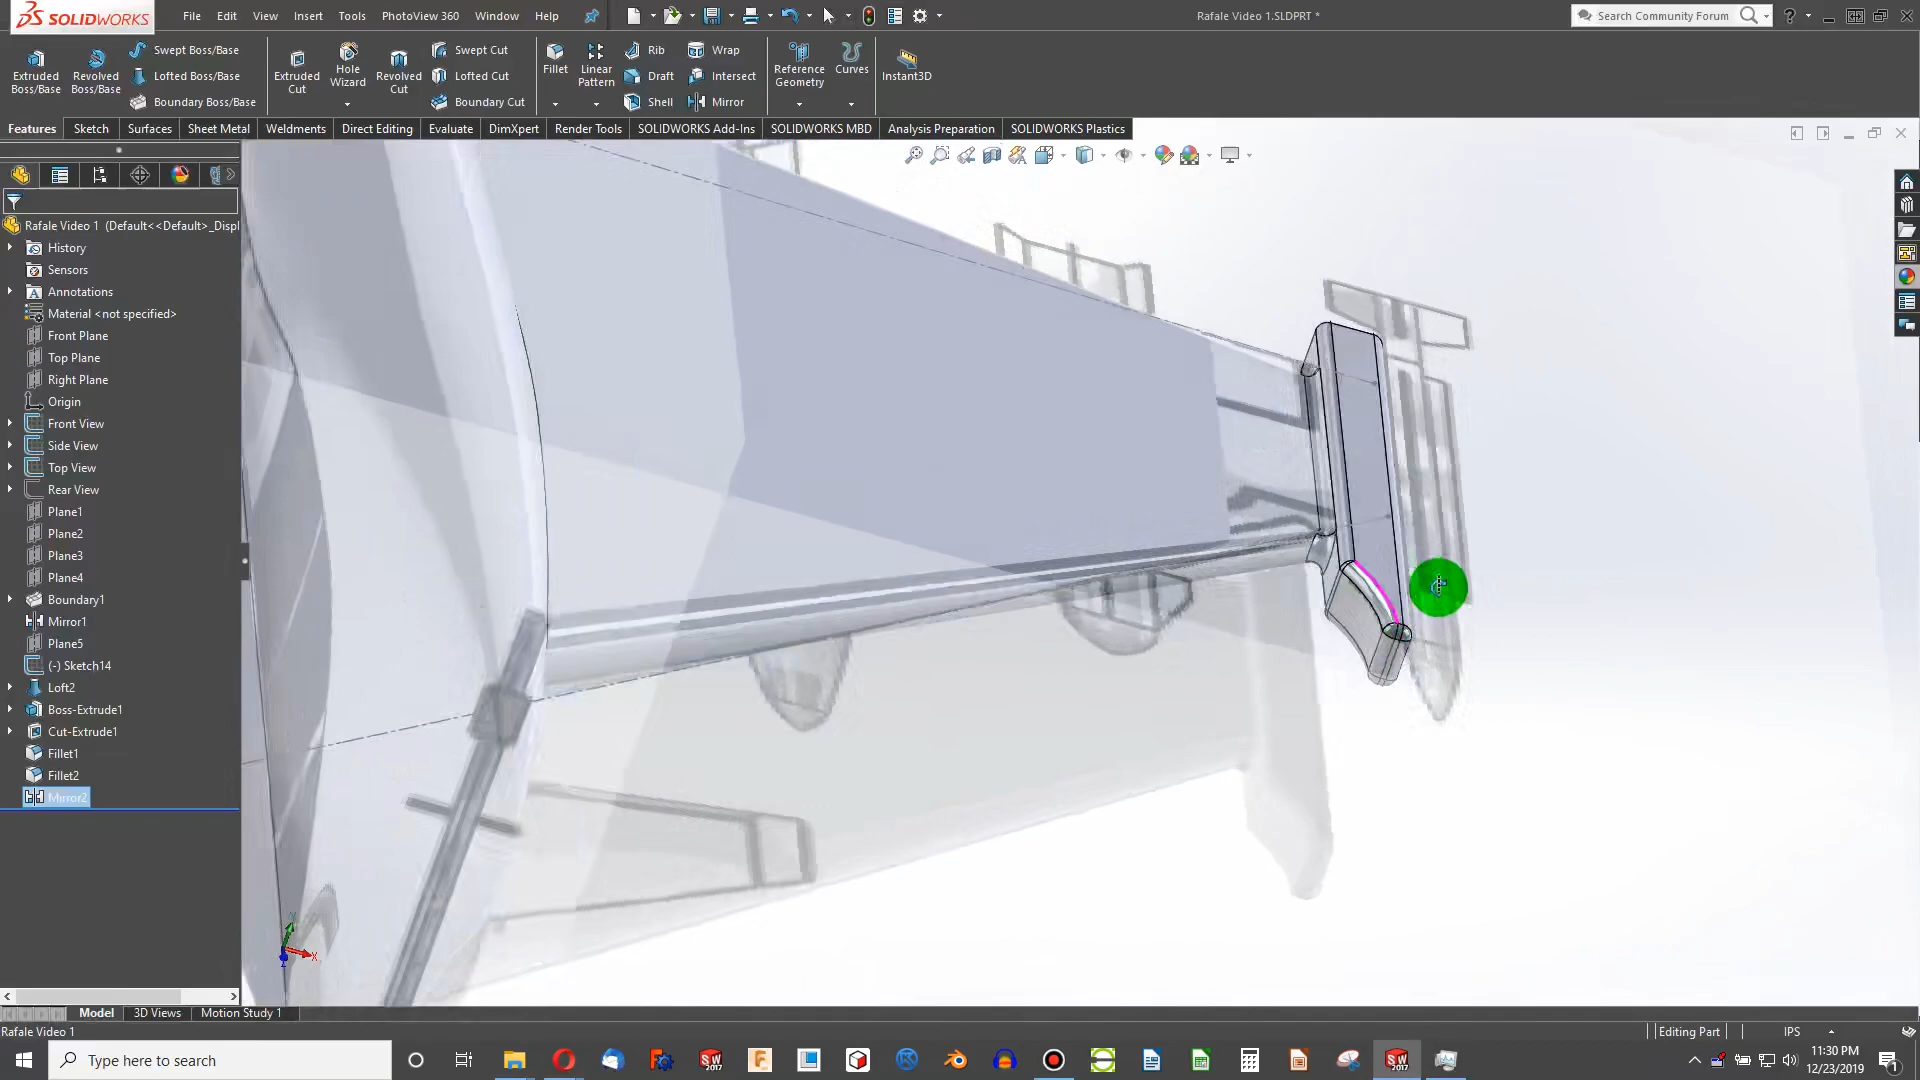 SOLIDWORKS
File Edit View Insert Tools PhotoView 360 Window Help
Rafale Video 1.SLDPRT *
Search Community Forum
Extruded Boss/Base
Revolved Boss/Base
Swept Boss/Base
Lofted Boss/Base
Boundary Boss/Base
Extruded Cut
Hole Wizard
Revolved Cut
Swept Cut
Lofted Cut
Boundary Cut
Fillet
Linear Pattern
Rib
Draft
Shell
Wrap
Intersect
Mirror
Reference Geometry
Curves
Instant3D
Features Sketch Surfaces Sheet Metal Weldments Direct Editing Evaluate DimXpert Render Tools SOLIDWORKS Add-Ins SOLIDWORKS MBD Analysis Preparation SOLIDWORKS Plastics
Rafale Video 1 (Default<<Default>_Displ
History
Sensors
Annotations
Material <not specified>
Front Plane
Top Plane
Right Plane
Origin
Front View
Side View
Top View
Rear View
Plane1
Plane2
Plane3
Plane4
Boundary1
Mirror1
Plane5
(-) Sketch14
Loft2
Boss-Extrude1
Cut-Extrude1
Fillet1
Fillet2
Mirror2
Y
X
Z
Model 3D Views Motion Study 1
Rafale Video 1
Editing Part
IPS
Type here to search
11:30 PM
12/23/2019